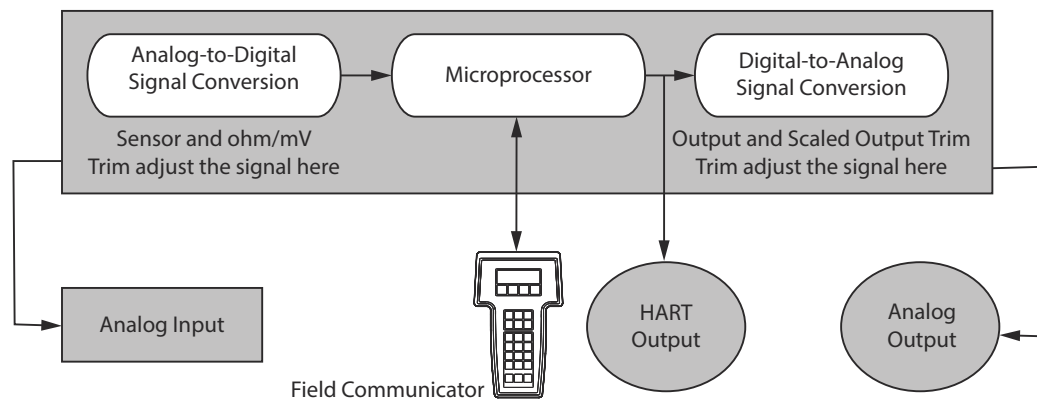 Analog-to-Digital
Signal Conversion
Microprocessor
Digital-to-Analog
Signal Conversion
Sensor and ohm/mV
Trim adjust the signal here
Output and Scaled Output Trim
Trim adjust the signal here
Analog Input
Field Communicator
HART
Output
Analog
Output